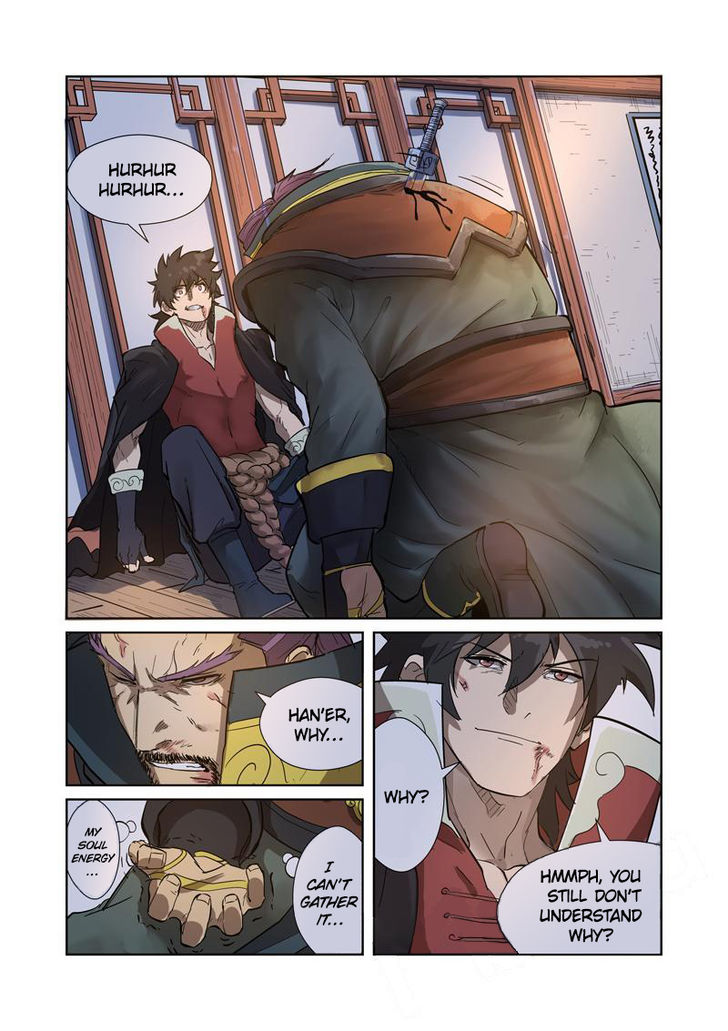 HURHUR
HURHUR...
HAN'ER,
WHY...
MY
SOUL
ENERGY
...
I
CAN'T
GATHER
IT...
WHY?
HMMPH, YOU
STILL DON'T
UNDERSTAND
WHY?